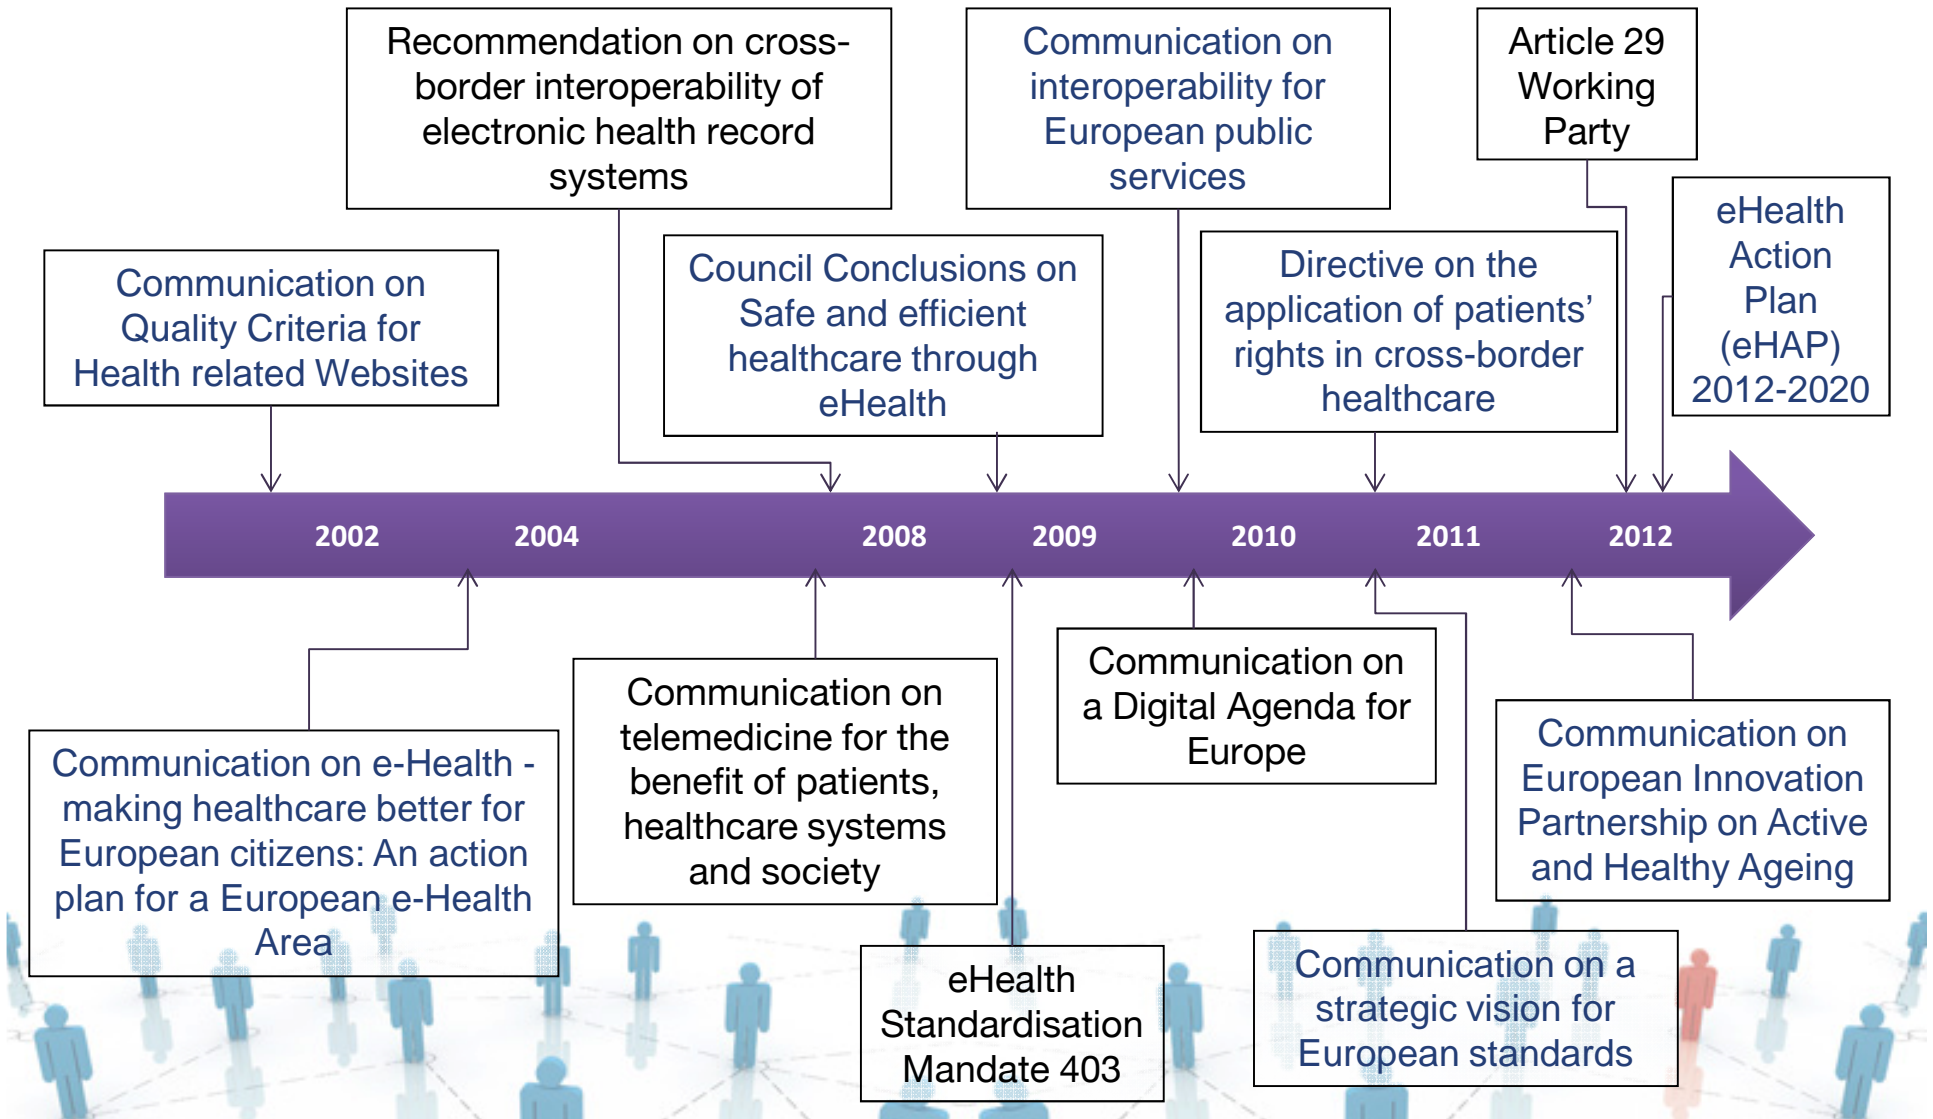 Recommendation on cross-
border interoperability of
electronic health record
systems
Communication on
interoperability for
European public
services
Article 29
Working
Party
eHealth
Action
Plan
(eHAP)
2012-2020
Communication on
Quality Criteria for
Health related Websites
Council Conclusions on
Safe and efficient
healthcare through
eHealth
Directive on the
application of patients’
rights in cross-border
healthcare
2002
2004
2008
2009
2010
2011
2012
Communication on e-Health -
making healthcare better for
European citizens: An action
plan for a European e-Health
Area
Communication on
telemedicine for the
benefit of patients,
healthcare systems
and society
eHealth
Standardisation
Mandate 403
Communication on
a Digital Agenda for
Europe
Communication on a
strategic vision for
European standards
Communication on
European Innovation
Partnership on Active
and Healthy Ageing